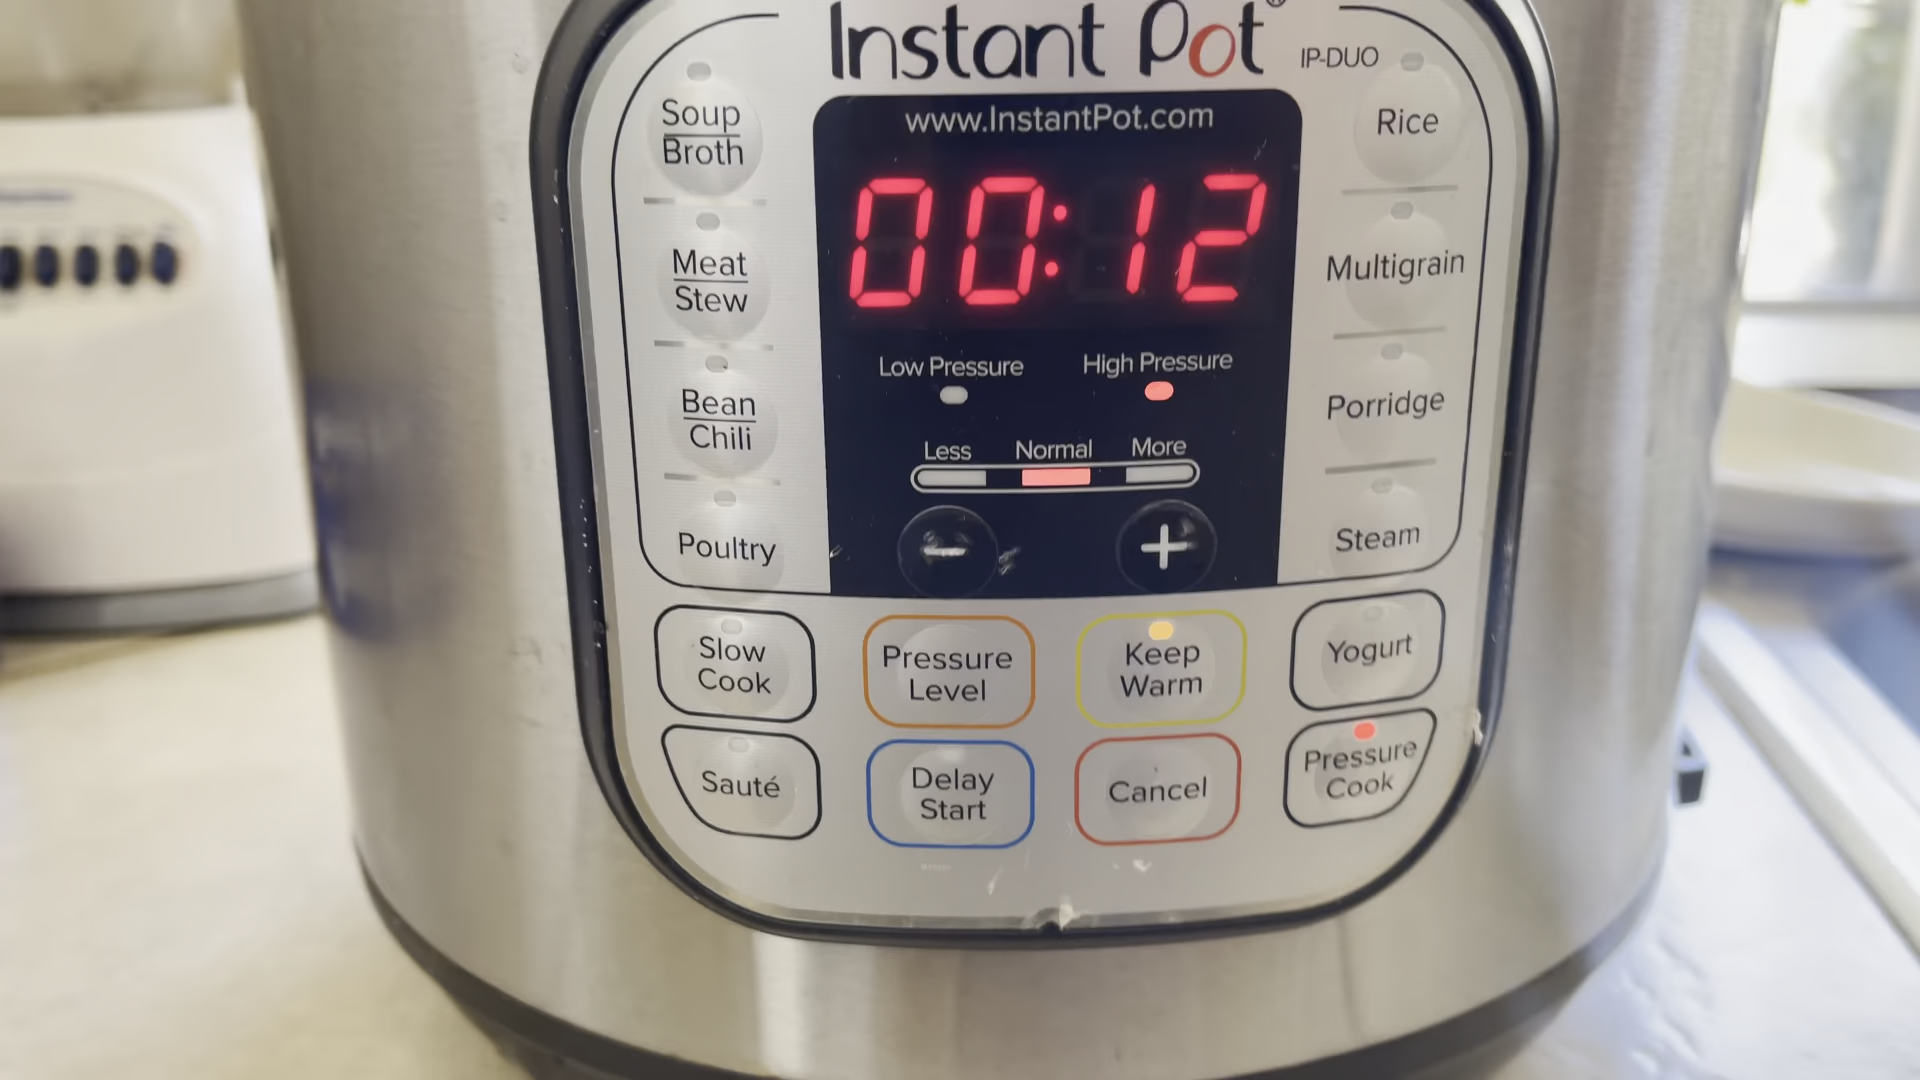 Instant Pot®
IP-DUO
www.InstantPot.com
00:12
Low Pressure
High Pressure
Less
Normal
More
−
+
Soup
Broth
Meat
Stew
Bean
Chili
Poultry
Rice
Multigrain
Porridge
Steam
Slow
Cook
Pressure
Level
Keep
Warm
Yogurt
Sauté
Delay
Start
Cancel
Pressure
Cook